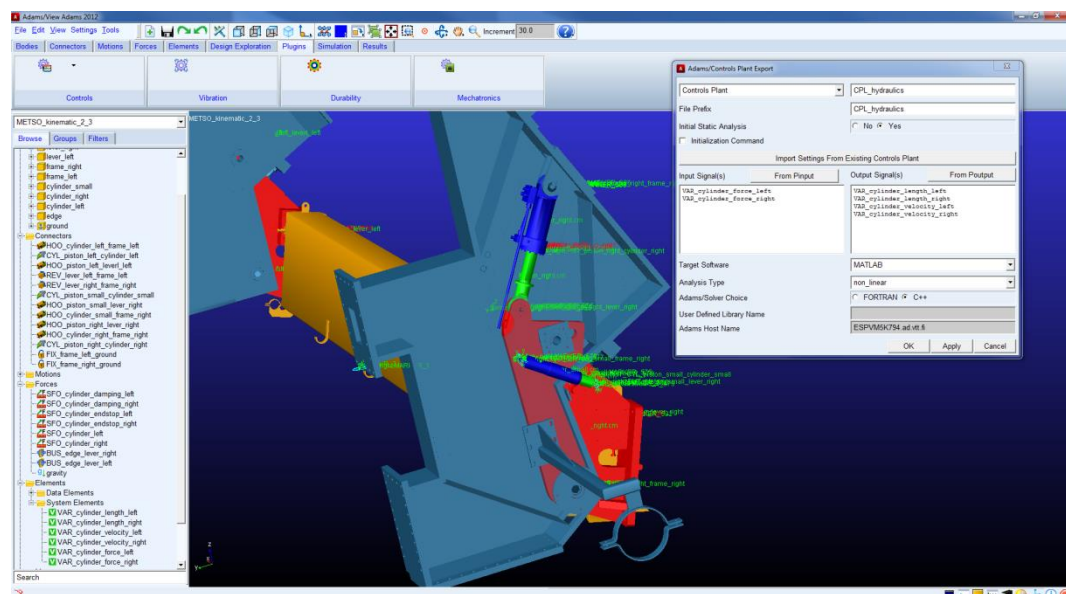 Adams/View Adams 2012
File Edit View Settings Tools
Increment 30.0
Bodies Connectors Motions Forces Elements Design Exploration Plugins Simulation Results
Controls Vibration Durability Mechatronics
METSO_kinematic_2_3
Browse Groups Filters
lever_left
frame_right
frame_left
cylinder_small
cylinder_right
cylinder_left
edge
ground
Connectors
HOO_cylinder_left_frame_left
CYL_piston_left_cylinder_left
HOO_piston_left_leverl_left
REV_lever_left_frame_left
REV_lever_right_frame_right
CYL_piston_small_cylinder_small
HOO_piston_small_lever_right
HOO_cylinder_small_frame_right
HOO_piston_right_lever_right
HOO_cylinder_right_frame_right
CYL_piston_right_cylinder_right
FIX_frame_left_ground
FIX_frame_right_ground
Motions
Forces
SFO_cylinder_damping_left
SFO_cylinder_damping_right
SFO_cylinder_endstop_left
SFO_cylinder_endstop_right
SFO_cylinder_left
SFO_cylinder_right
BUS_edge_lever_right
BUS_edge_lever_left
gravity
Elements
Data Elements
System Elements
VAR_cylinder_length_left
VAR_cylinder_length_right
VAR_cylinder_velocity_left
VAR_cylinder_velocity_right
VAR_cylinder_force_left
VAR_cylinder_force_right
Search
METSO_kinematic_2_3
Adams/Controls Plant Export
Controls Plant CPL_hydraulics
File Prefix CPL_hydraulics
Initial Static Analysis No Yes
Initialization Command
Import Settings From Existing Controls Plant
Input Signal(s) From Pinput Output Signal(s) From Poutput
VAR_cylinder_force_left
VAR_cylinder_force_right
VAR_cylinder_length_left
VAR_cylinder_length_right
VAR_cylinder_velocity_left
VAR_cylinder_velocity_right
Target Software MATLAB
Analysis Type non_linear
Adams/Solver Choice FORTRAN C++
User Defined Library Name
Adams Host Name ESPVM5K794.ad.vtt.fi
OK Apply Cancel